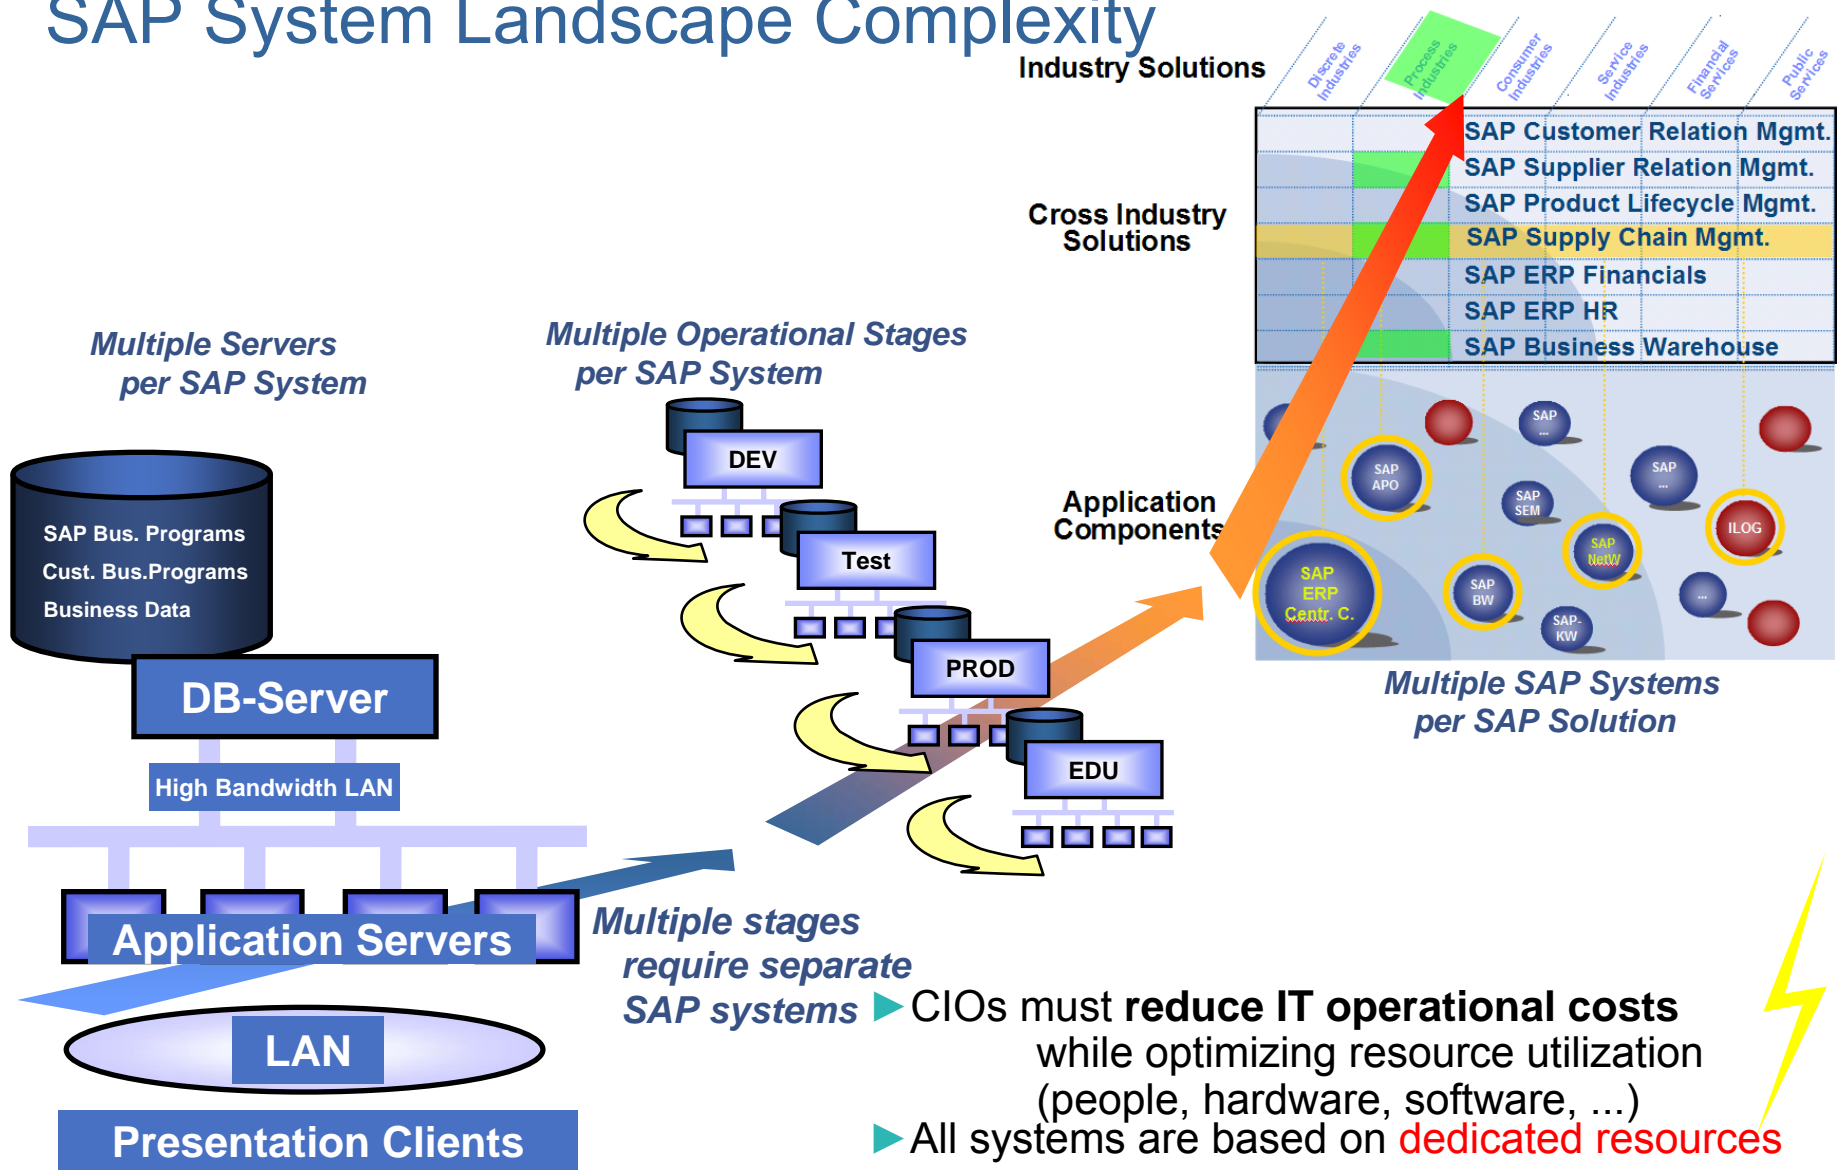 SAP System Landscape Complexity
Industry Solutions
Discrete
Industries
Process
Industries
Consumer
Industries
Service
Industries
Financial
Services
Public
Services
SAP Customer Relation Mgmt.
SAP Supplier Relation Mgmt.
SAP Product Lifecycle Mgmt.
SAP Supply Chain Mgmt.
SAP ERP Financials
SAP ERP HR
SAP Business Warehouse
Cross Industry
Solutions
Application
Components
SAP
...
SAP
APO
SAP
...
SAP
SEM
ILOG
SAP
NetW
SAP
ERP
Centr. C.
SAP
BW
...
SAP-
KW
Multiple SAP Systems
per SAP Solution
Multiple Servers
per SAP System
SAP Bus. Programs
Cust. Bus.Programs
Business Data
DB-Server
High Bandwidth LAN
Application Servers
LAN
Presentation Clients
Multiple Operational Stages
per SAP System
DEV
Test
PROD
EDU
Multiple stages
require separate
SAP systems
►CIOs must reduce IT operational costs
while optimizing resource utilization
(people, hardware, software, ...)
►All systems are based on dedicated resources